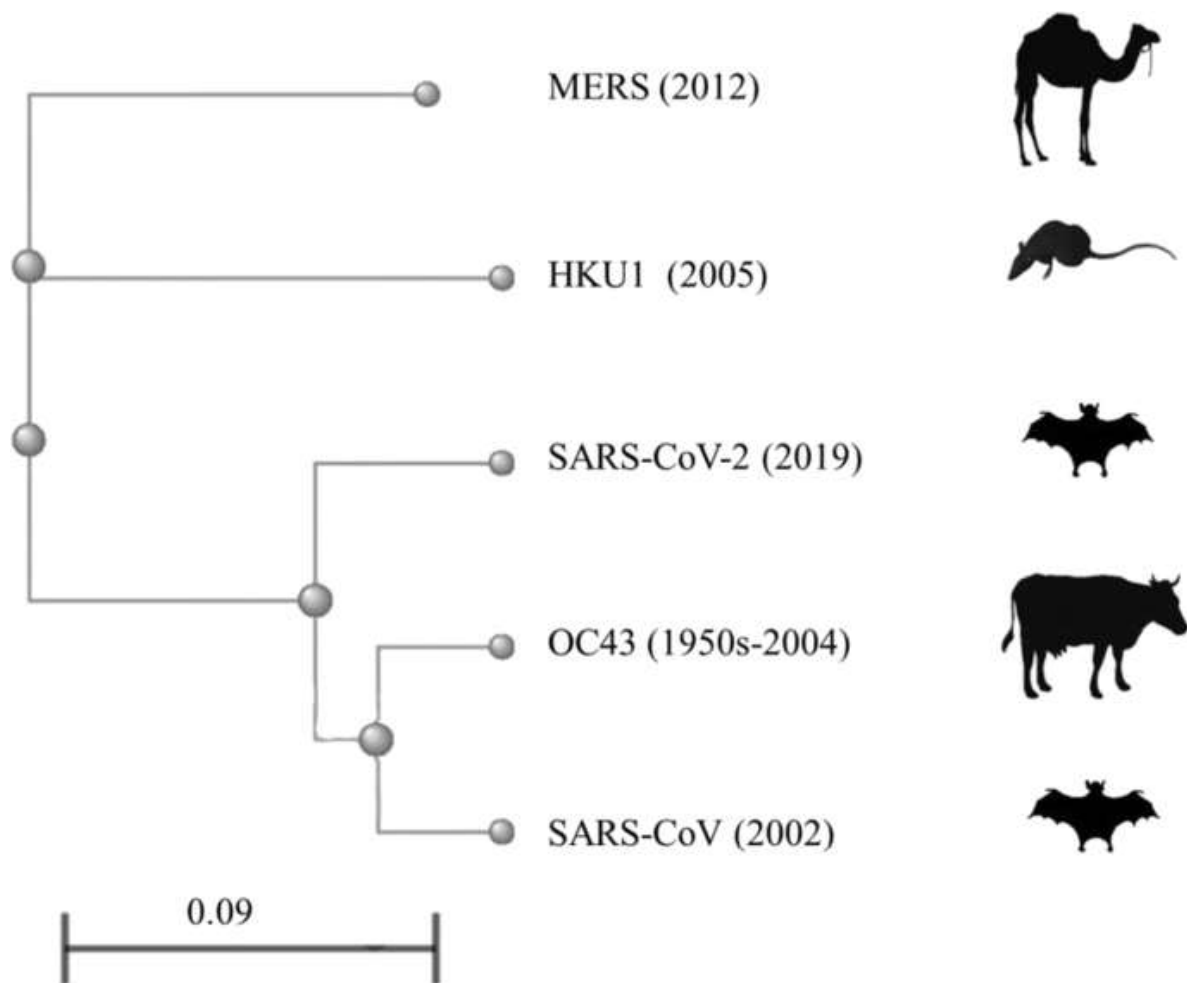 MERS (2012)
HKU1 (2005)
SARS-CoV-2 (2019)
OC43 (1950s-2004)
SARS-CoV (2002)
0.09